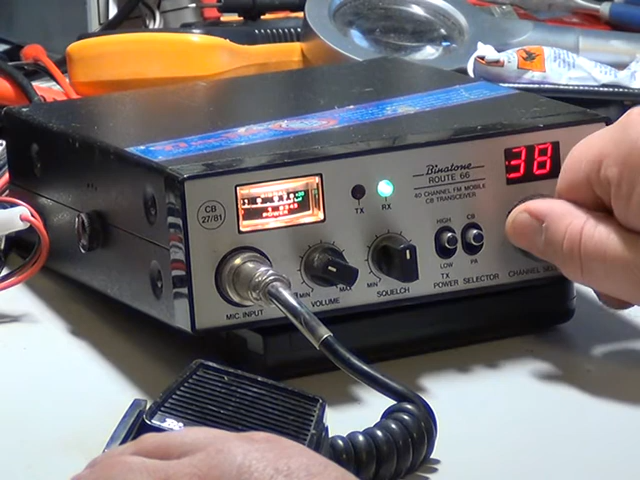 Binatone
ROUTE 66
40 CHANNEL FM MOBILE
CB TRANSCEIVER
38
CB
27/81
POWER
TX
RX
HIGH
CB
LOW
PA
TX
POWER
SELECTOR
CHANNEL
MIN
MAX
VOLUME
MIN
SQUELCH
MIC. INPUT